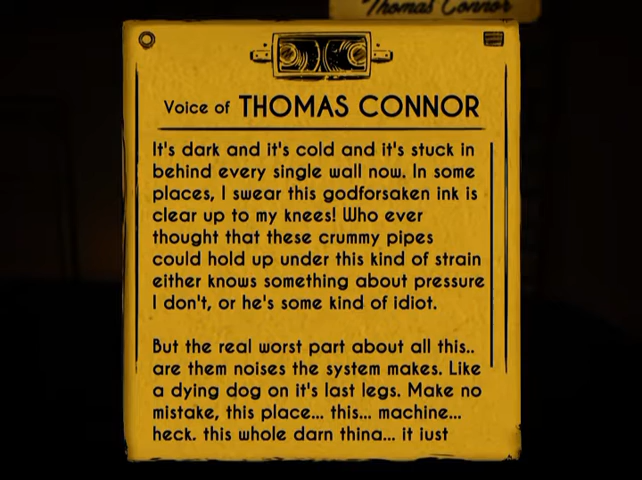 Thomas Connor
Voice of THOMAS CONNOR
It's dark and it's cold and it's stuck in
behind every single wall now. In some
places, I swear this godforsaken ink is
clear up to my knees! Who ever
thought that these crummy pipes
could hold up under this kind of strain
either knows something about pressure
I don't, or he's some kind of idiot.
But the real worst part about all this..
are them noises the system makes. Like
a dying dog on it's last legs. Make no
mistake, this place... this... machine...
heck. this whole darn thing... it just